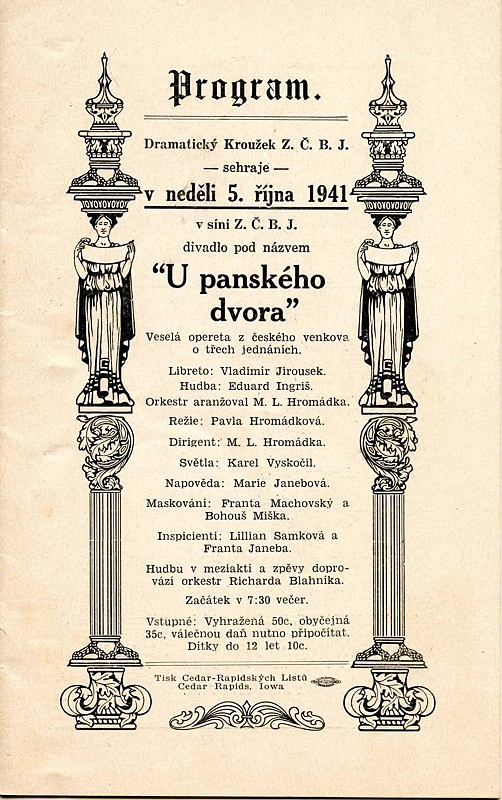 Program.
Dramatický Kroužek Z. Č. B. J.
— sehraje —
v neděli 5. října 1941
v síni Z. Č. B. J.
divadlo pod názvem
“U panského
dvora”
Veselá opereta z českého venkova
o třech jednáních.
Libreto: Vladimír Jirousek.
Hudba: Eduard Ingriš.
Orkestr aranžoval M. L. Hromádka.
Režie: Pavla Hromádková.
Dirigent: M. L. Hromádka.
Světla: Karel Vyskočil.
Napověda: Marie Janebová.
Maskování: Franta Machovský a
Bohouš Miška.
Inspicienti: Lillian Samková a
Franta Janeba.
Hudbu v meziaktí a zpěvy dopro-
vází orkestr Richarda Blahníka.
Začátek v 7:30 večer.
Vstupné: Vyhražená 50c, obyčejná
35c, válečnou daň nutno připočítat.
Dítky do 12 let 10c.
Tisk Cedar-Rapidských Listů
Cedar Rapids, Iowa